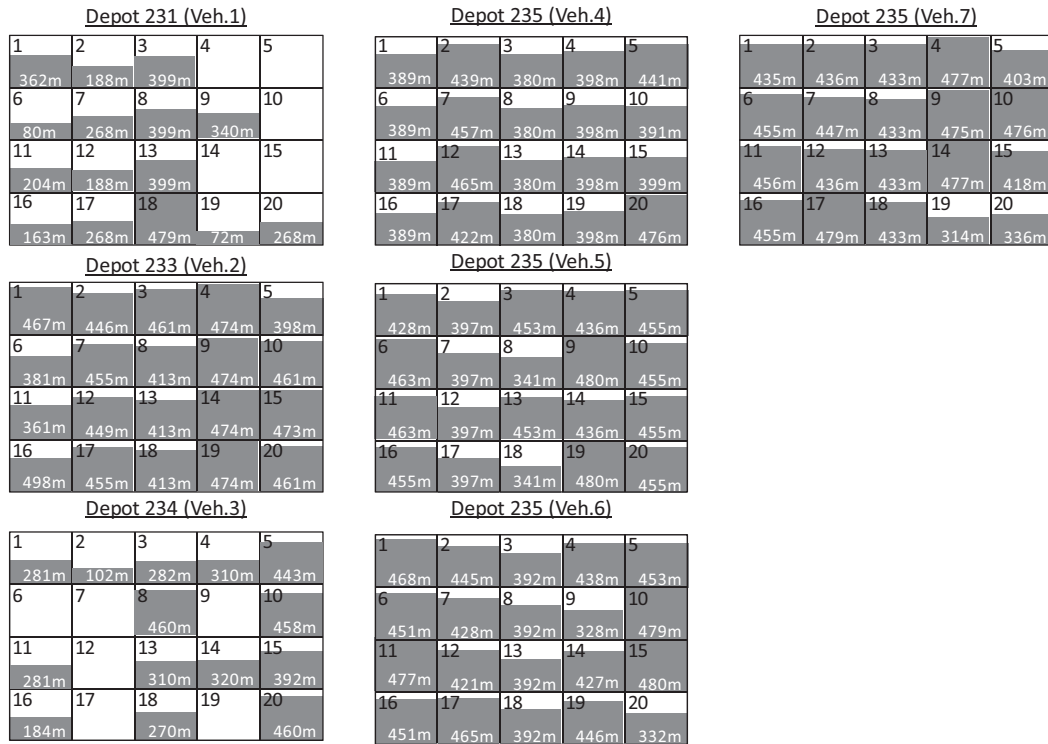 Depot 231 (Veh.1)
1 2 3 4 5
362m 188m 399m
6 7 8 9 10
80m 268m 399m 340m
11 12 13 14 15
204m 188m 399m
16 17 18 19 20
163m 268m 479m 72m 268m
Depot 233 (Veh.2)
1 2 3 4 5
467m 446m 461m 474m 398m
6 7 8 9 10
381m 455m 413m 474m 461m
11 12 13 14 15
361m 449m 413m 474m 473m
16 17 18 19 20
498m 455m 413m 474m 461m
Depot 234 (Veh.3)
1 2 3 4 5
281m 102m 282m 310m 443m
6 7 8 9 10
460m 458m
11 12 13 14 15
281m 310m 320m 392m
16 17 18 19 20
184m 270m 460m
Depot 235 (Veh.4)
1 2 3 4 5
389m 439m 380m 398m 441m
6 7 8 9 10
389m 457m 380m 398m 391m
11 12 13 14 15
389m 465m 380m 398m 399m
16 17 18 19 20
389m 422m 380m 398m 476m
Depot 235 (Veh.5)
1 2 3 4 5
428m 397m 453m 436m 455m
6 7 8 9 10
463m 397m 341m 480m 455m
11 12 13 14 15
463m 397m 453m 436m 455m
16 17 18 19 20
455m 397m 341m 480m 455m
Depot 235 (Veh.6)
1 2 3 4 5
468m 445m 392m 438m 453m
6 7 8 9 10
451m 428m 392m 328m 479m
11 12 13 14 15
477m 421m 392m 427m 480m
16 17 18 19 20
451m 465m 392m 446m 332m
Depot 235 (Veh.7)
1 2 3 4 5
435m 436m 433m 477m 403m
6 7 8 9 10
455m 447m 433m 475m 476m
11 12 13 14 15
456m 436m 433m 477m 418m
16 17 18 19 20
455m 479m 433m 314m 336m